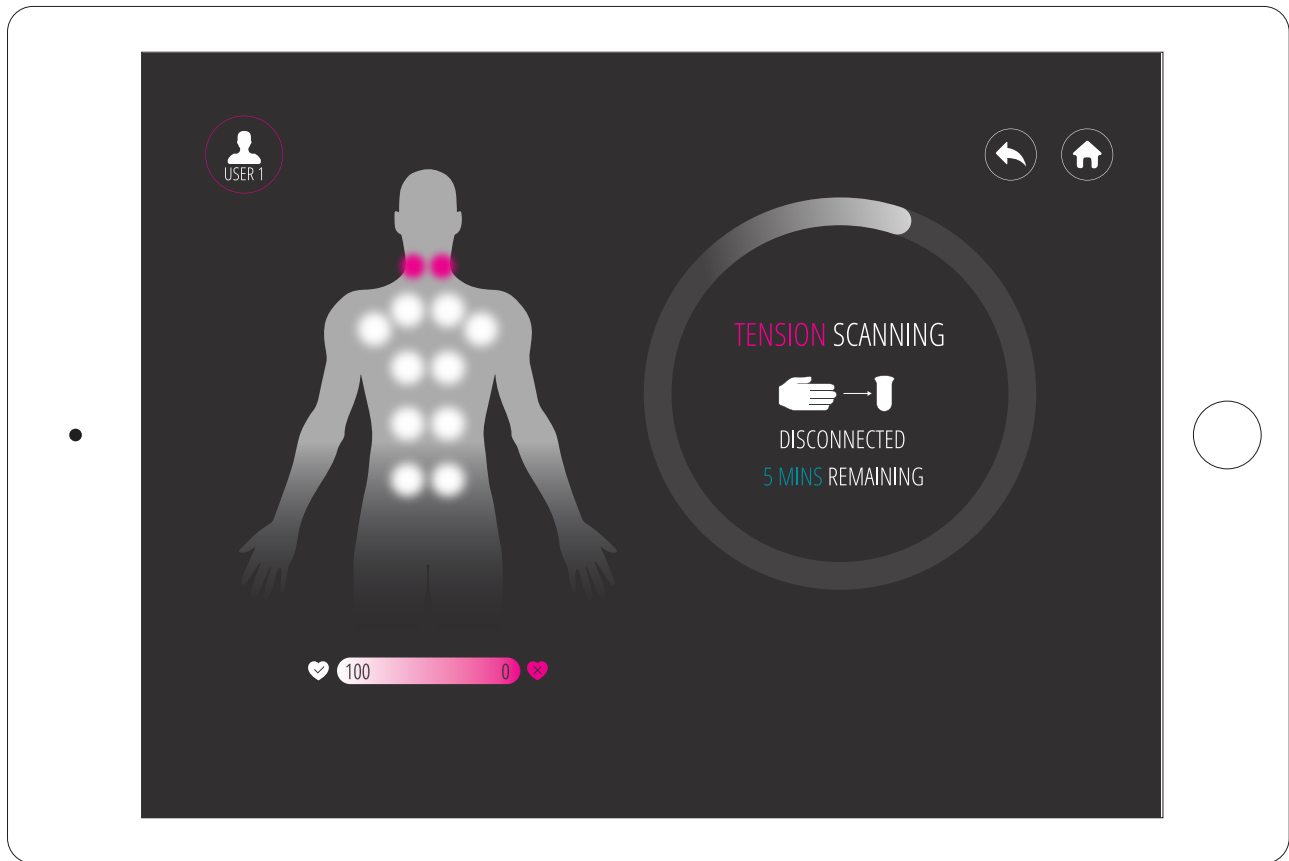 USER 1
TENSION SCANNING
DISCONNECTED
5 MINS REMAINING
100 0